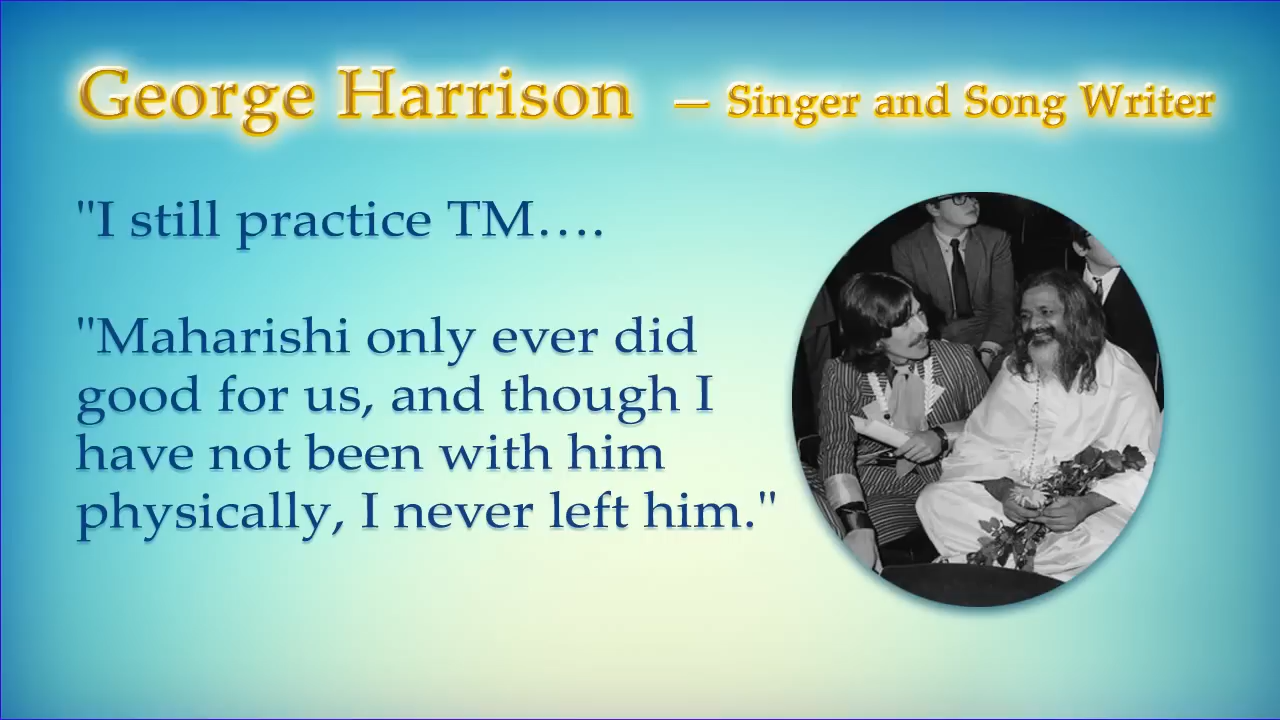 George Harrison — Singer and Song Writer
"I still practice TM….
"Maharishi only ever did
good for us, and though I
have not been with him
physically, I never left him."